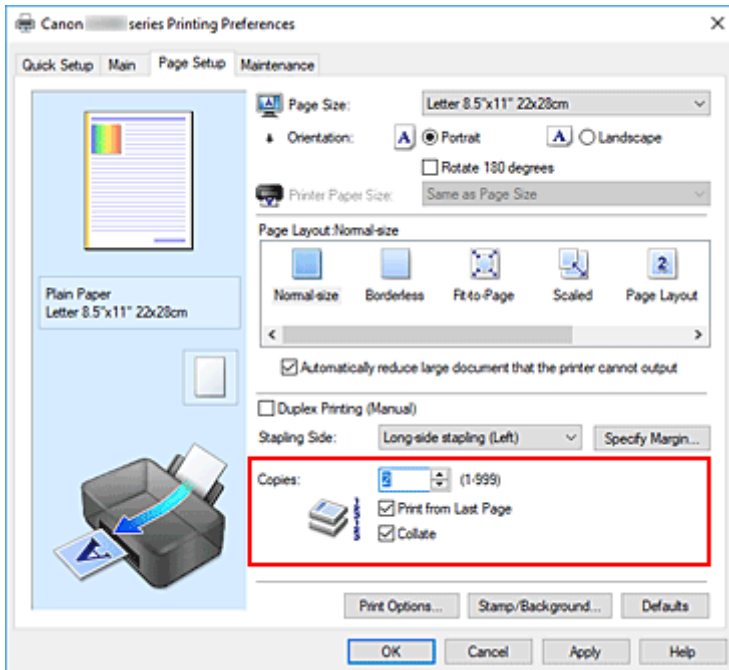 Canon series Printing Preferences
Quick Setup Main Page Setup Maintenance
Page Size: Letter 8.5"x11" 22x28cm
Orientation: A Portrait A Landscape
Rotate 180 degrees
Printer Paper Size: Same as Page Size
Page Layout:Normal-size
Normal-size Borderless Fit-to-Page Scaled Page Layout
Plain Paper
Letter 8.5"x11" 22x28cm
Automatically reduce large document that the printer cannot output
Duplex Printing (Manual)
Stapling Side: Long-side stapling (Left) Specify Margin...
Copies: 2 (1-999)
Print from Last Page
Collate
Print Options... Stamp/Background... Defaults
OK Cancel Apply Help